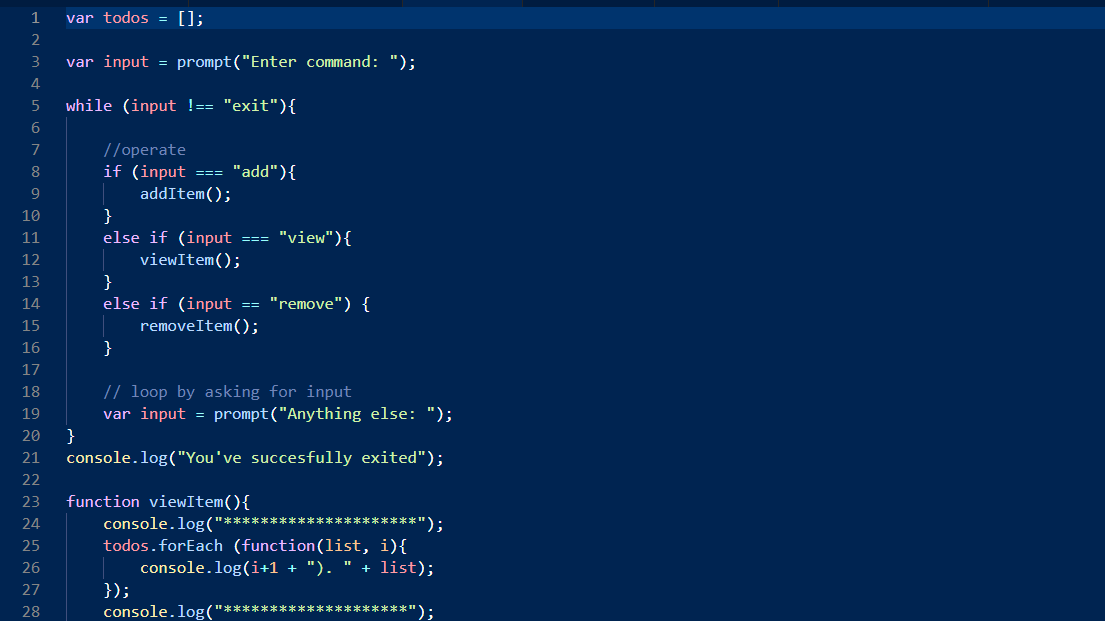 1 var todos = [];
2
3 var input = prompt("Enter command: ");
4
5 while (input !== "exit"){
6
7     //operate
8     if (input === "add"){
9         addItem();
10     }
11     else if (input === "view"){
12         viewItem();
13     }
14     else if (input == "remove") {
15         removeItem();
16     }
17
18     // loop by asking for input
19     var input = prompt("Anything else: ");
20 }
21 console.log("You've succesfully exited");
22
23 function viewItem(){
24     console.log("*********************");
25     todos.forEach (function(list, i){
26         console.log(i+1 + "). " + list);
27     });
28     console.log("********************");